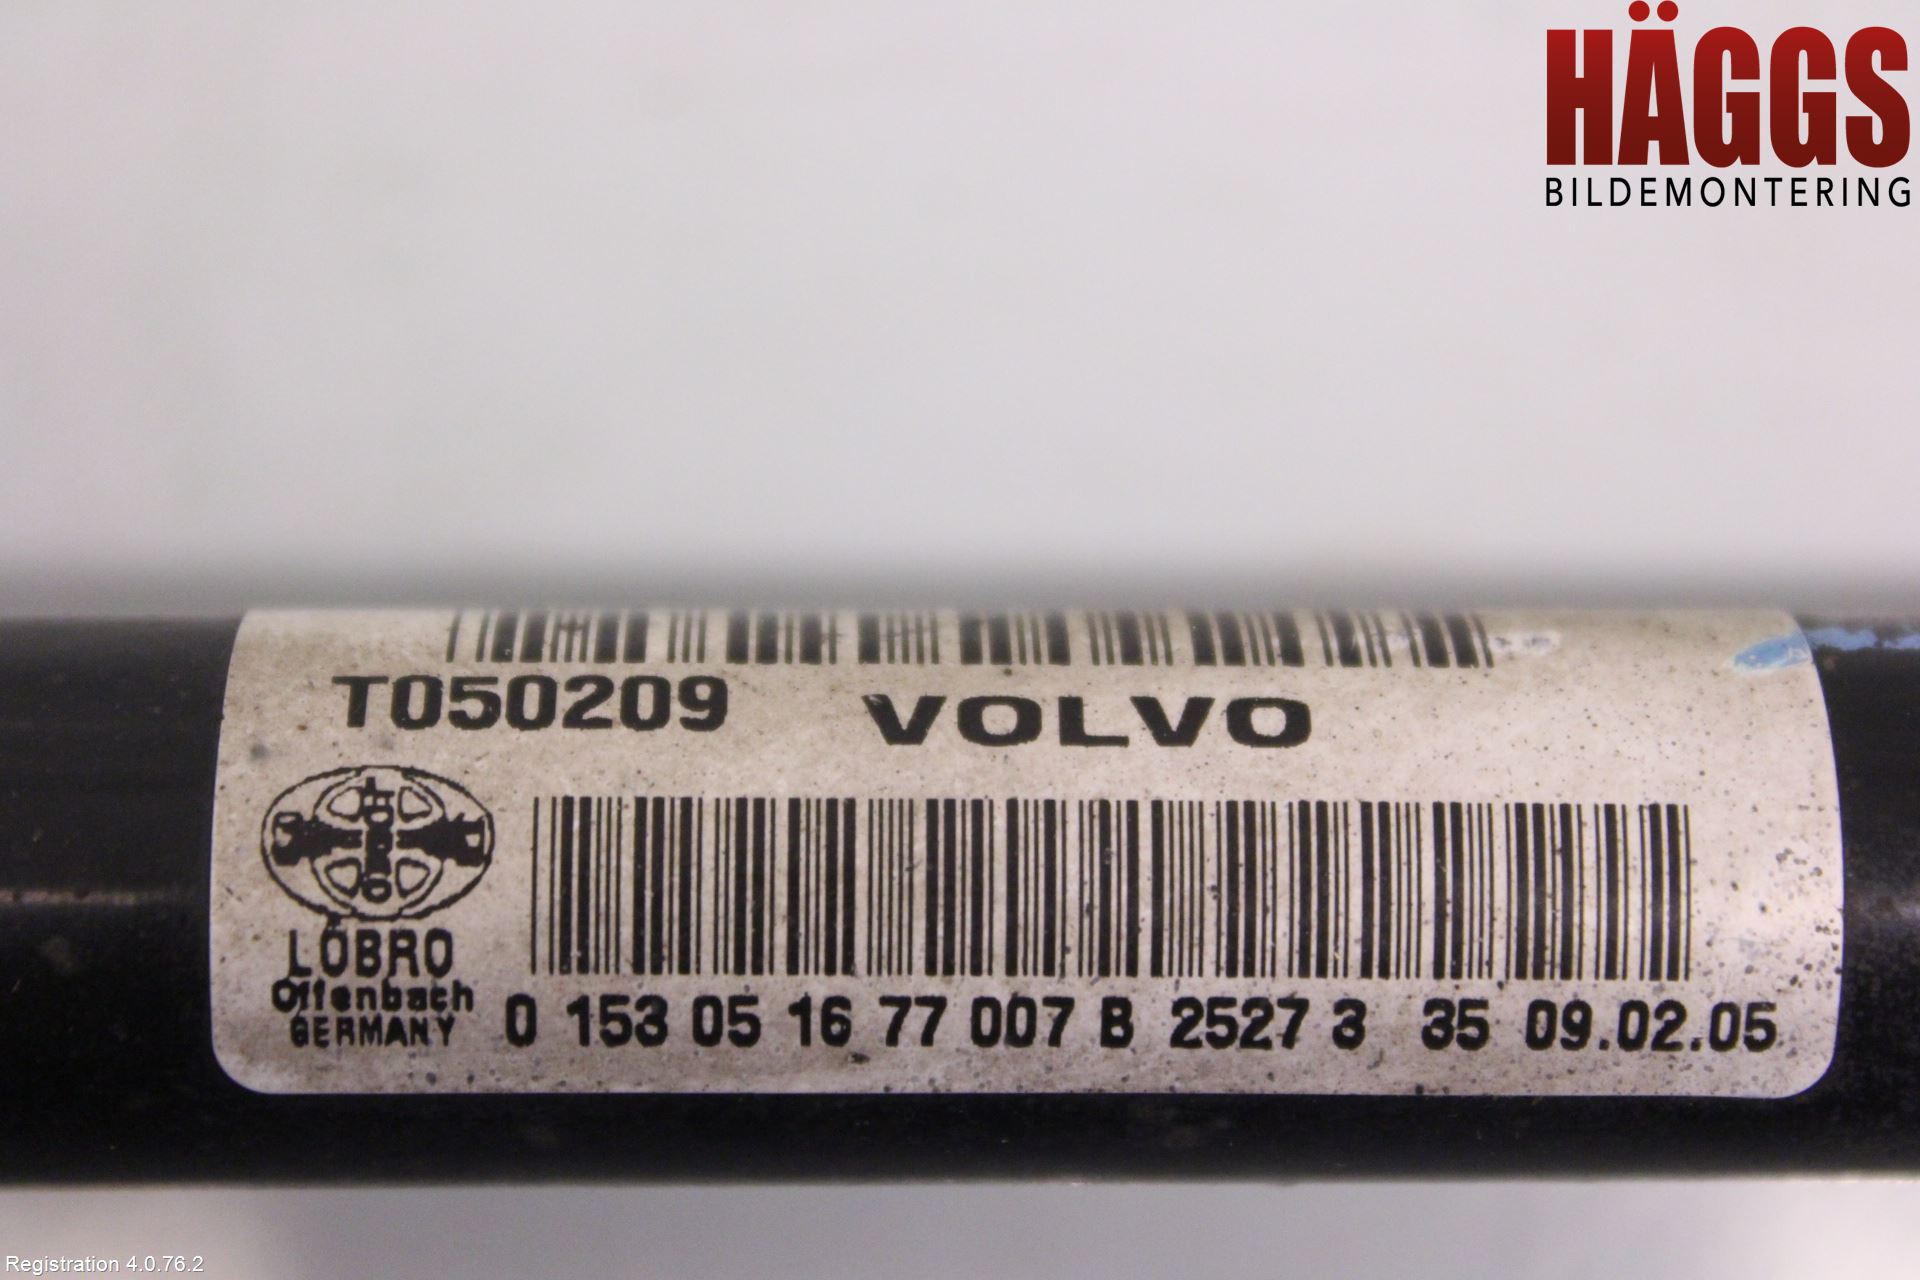 HÄGGS
BILDEMONTERING
T050209 VOLVO
LÖBRO
Offenbach
GERMANY
0 153 05 16 77 007 B 2527 3 35 09.02.05
Registration 4.0.76.2